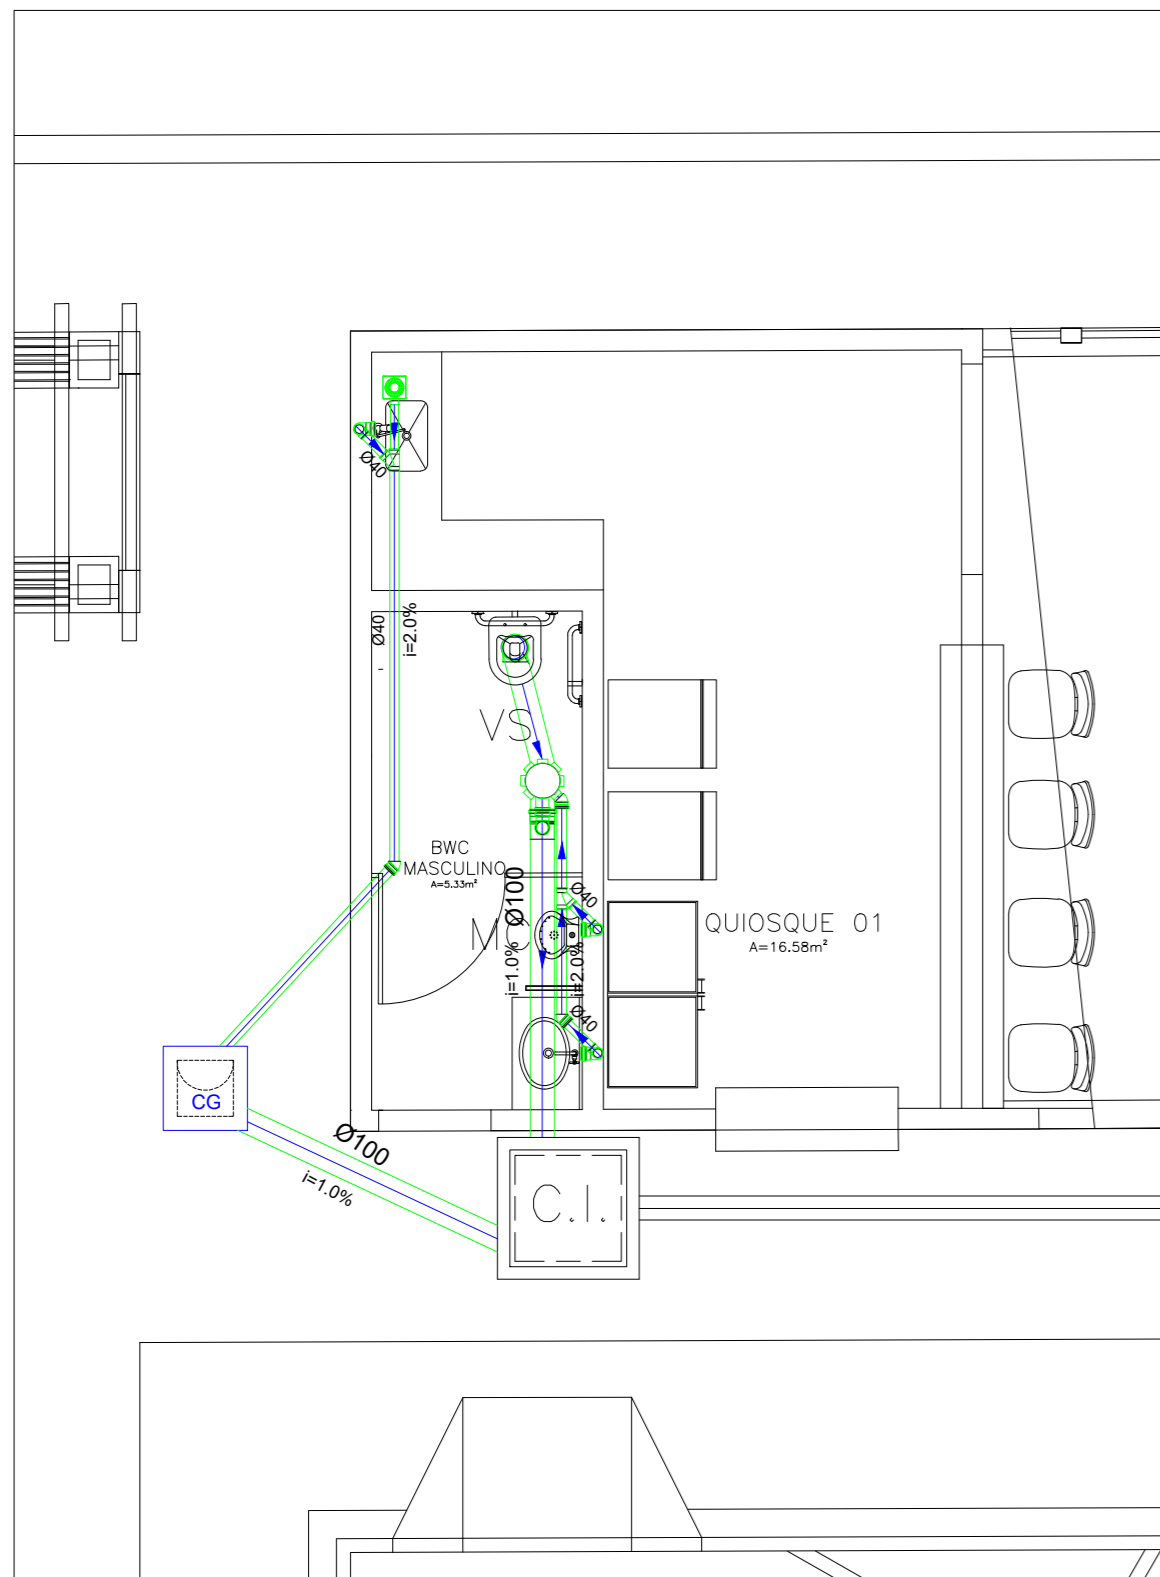 Ø40
Ø40
i=2.0%
VS
BWC
MASCULINO
A=5.33m²
Ø100
i=1.0%
MC
Ø40
i=2.0%
Ø40
QUIOSQUE 01
A=16.58m²
CG
Ø100
i=1.0%
C.I.